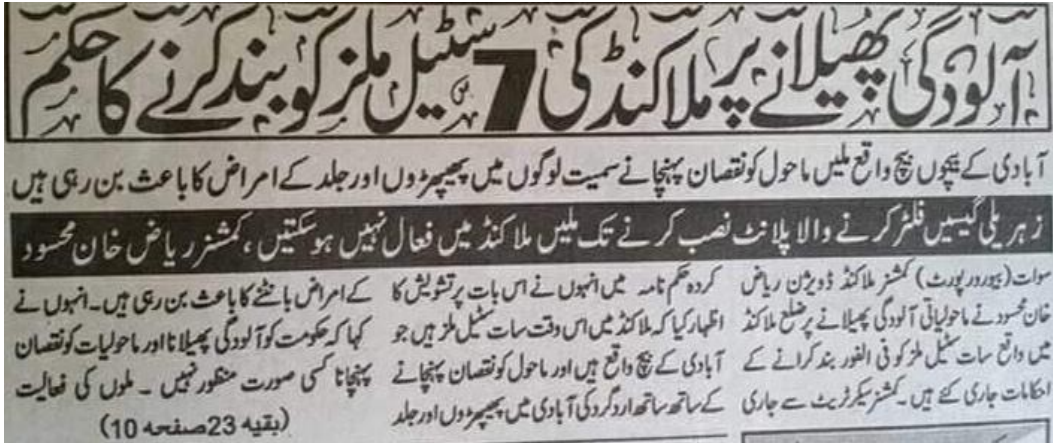 آلودگی پھیلانے پر ملاکنڈ کی 7 سٹیل ملز کو بند کرنے کا حکم
آبادی کے بیچوں بیچ واقع ملیں ماحول کو نقصان پہنچانے سمیت لوگوں میں پھیپھڑوں اور جلد کے امراض کا باعث بن رہی ہیں
زہریلی گیسیں فلٹر کرنے والا پلانٹ نصب کرنے تک ملیں ملاکنڈ میں فعال نہیں ہوسکتیں، کمشنر ریاض خان محسود
سوات (بیورورپورٹ) کمشنر ملاکنڈ ڈویژن ریاض
خان محسود نے ماحولیاتی آلودگی پھیلانے پر ضلع ملاکنڈ
میں واقع سات سٹیل ملز کو فی الفور بند کرانے کے
احکامات جاری کئے ہیں۔ کمشنر سیکرٹریٹ سے جاری
کردہ حکم نامہ میں انہوں نے اس بات پر تشویش کا
اظہار کیا کہ ملاکنڈ میں اس وقت سات سٹیل ملز ہیں جو
آبادی کے بیچ واقع ہیں اور ماحول کو نقصان پہنچانے
کے ساتھ ساتھ اردگرد کی آبادی میں پھیپھڑوں اور جلد
کے امراض بانٹنے کا باعث بن رہی ہیں۔ انہوں نے
کہا کہ حکومت کو آلودگی پھیلانا اور ماحولیات کو نقصان
پہنچانا کسی صورت منظور نہیں ۔ ملوں کی فعالیت
(بقیہ 23 صفحہ 10)